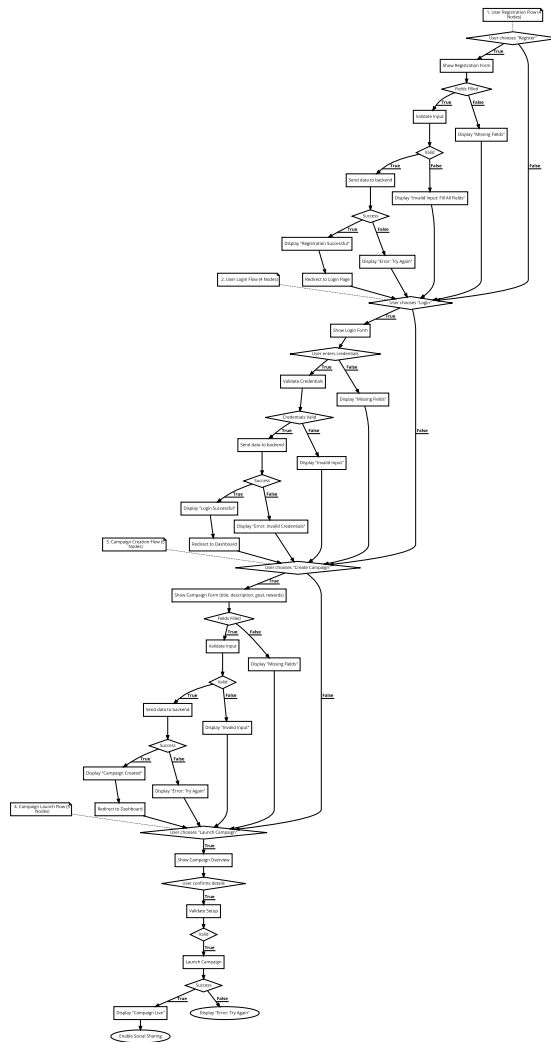 1. User Registration Flow (4
Nodes)
User chooses "Register"
True
Show Registration Form
Fields Filled
True
False
Validate Input
Display "Missing Fields"
Valid
True
False
False
Send data to backend
Display "Invalid Input: Fill All Fields"
Success
True
False
Display "Registration Successful"
Display "Error: Try Again"
2. User Login Flow (4 Nodes)
Redirect to Login Page
User chooses "Login"
True
Show Login Form
User enters credentials
True
False
Validate Credentials
Display "Missing Fields"
Credentials Valid
True
False
False
Send data to backend
Display "Invalid Input"
Success
True
False
Display "Login Successful"
Display "Error: Invalid Credentials"
3. Campaign Creation Flow (5
Nodes)
Redirect to Dashboard
User chooses "Create Campaign"
True
Show Campaign Form (title, description, goal, rewards)
Fields Filled
True
False
Validate Input
Display "Missing Fields"
Valid
True
False
False
Send data to backend
Display "Invalid Input"
Success
True
False
Display "Campaign Created"
Display "Error: Try Again"
4. Campaign Launch Flow
Nodes)
Redirect to Dashboard
User chooses "Launch Campaign"
True
Show Campaign Overview
User confirms details
True
Validate Setup
Valid
True
Launch Campaign
Success
True
False
Display "Campaign Live"
Display "Error: Try Again"
Enable Social Sharing